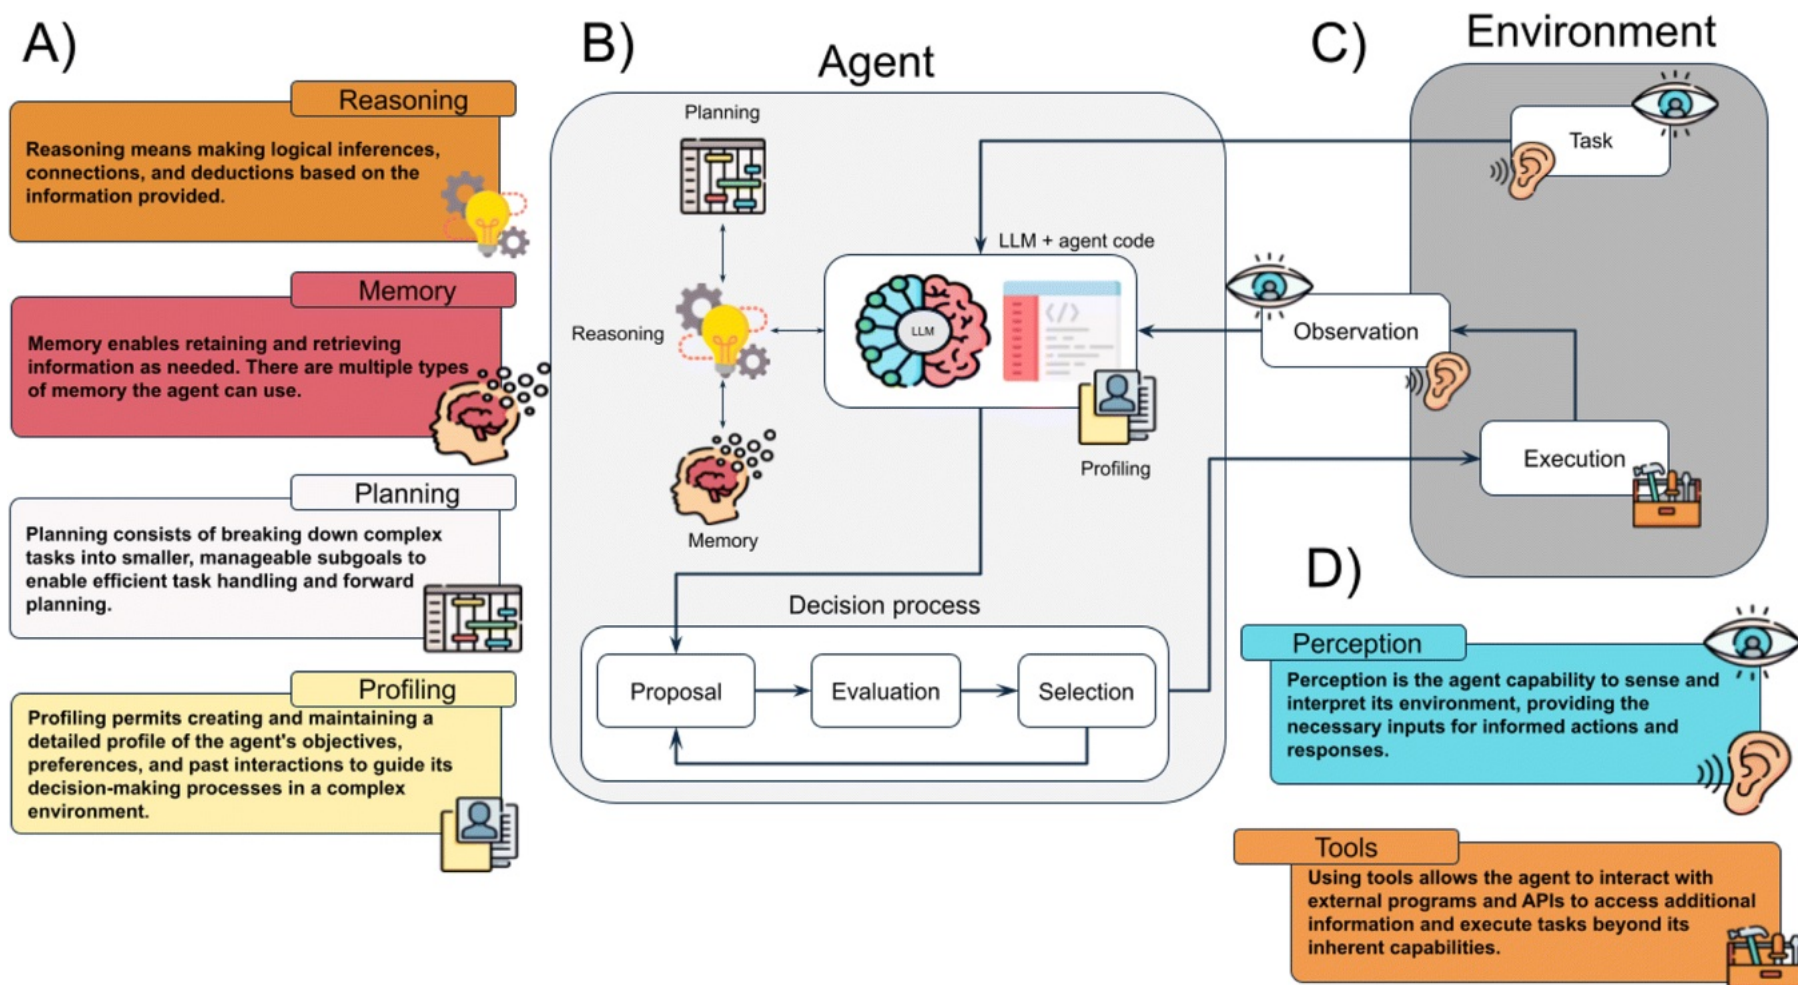 A)
Reasoning
Reasoning means making logical inferences,
connections, and deductions based on the
information provided.
Memory
Memory enables retaining and retrieving
information as needed. There are multiple types
of memory the agent can use.
Planning
Planning consists of breaking down complex
tasks into smaller, manageable subgoals to
enable efficient task handling and forward
planning.
Profiling
Profiling permits creating and maintaining a
detailed profile of the agent's objectives,
preferences, and past interactions to guide its
decision-making processes in a complex
environment.
B)
Agent
Planning
Reasoning
Memory
LLM + agent code
LLM
</>
Profiling
Decision process
Proposal
Evaluation
Selection
C)
Environment
Task
Observation
Execution
D)
Perception
Perception is the agent capability to sense and
interpret its environment, providing the
necessary inputs for informed actions and
responses.
Tools
Using tools allows the agent to interact with
external programs and APIs to access additional
information and execute tasks beyond its
inherent capabilities.